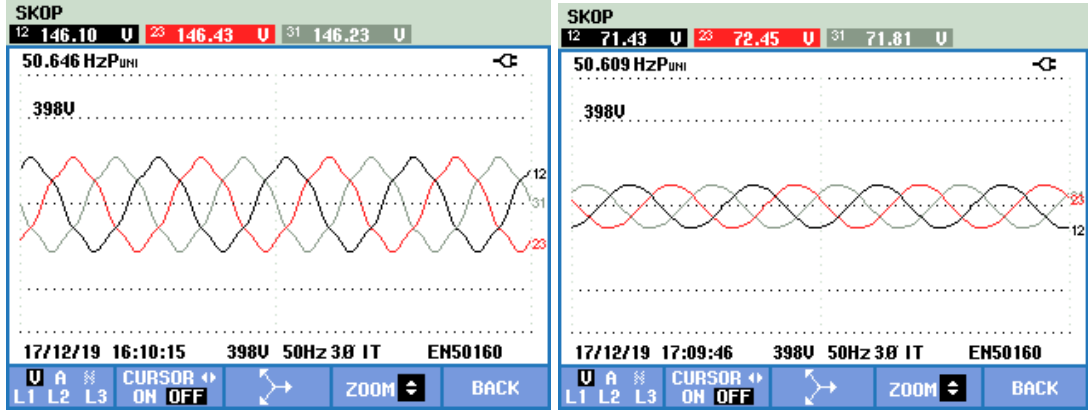 SKOP
12 146.10 V 23 146.43 V 31 146.23 V
50.646 HzPUNI
398V
12
31
23
17/12/19 16:10:15 398V 50Hz 3Ø IT EN50160
V A ※ CURSOR ZOOM BACK
L1 L2 L3 ON OFF
SKOP
12 71.43 V 23 72.45 V 31 71.81 V
50.609 HzPUNI
398V
23
12
17/12/19 17:09:46 398V 50Hz 3Ø IT EN50160
V A ※ CURSOR ZOOM BACK
L1 L2 L3 ON OFF